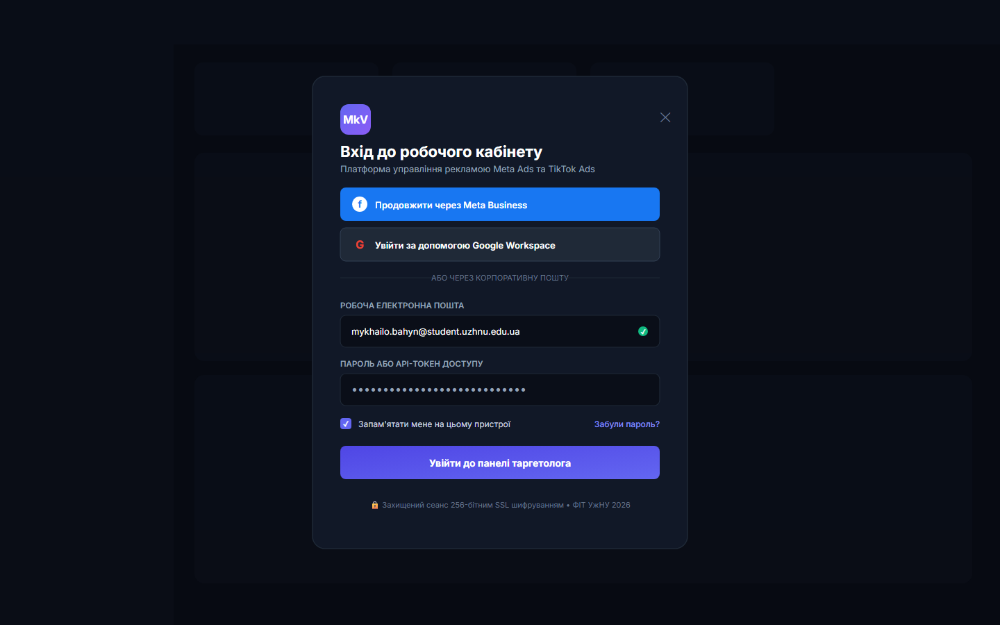 MkV
Вхід до робочого кабінету
Платформа управління рекламою Meta Ads та TikTok Ads
f Продовжити через Meta Business
G Увійти за допомогою Google Workspace
АБО ЧЕРЕЗ КОРПОРАТИВНУ ПОШТУ
РОБОЧА ЕЛЕКТРОННА ПОШТА
mykhailo.bahyn@student.uzhnu.edu.ua
ПАРОЛЬ АБО API-ТОКЕН ДОСТУПУ
••••••••••••••••••••••••••••
Запам'ятати мене на цьому пристрої Забули пароль?
Увійти до панелі таргетолога
🔒 Захищений сеанс 256-бітним SSL шифруванням • ФІТ УжНУ 2026